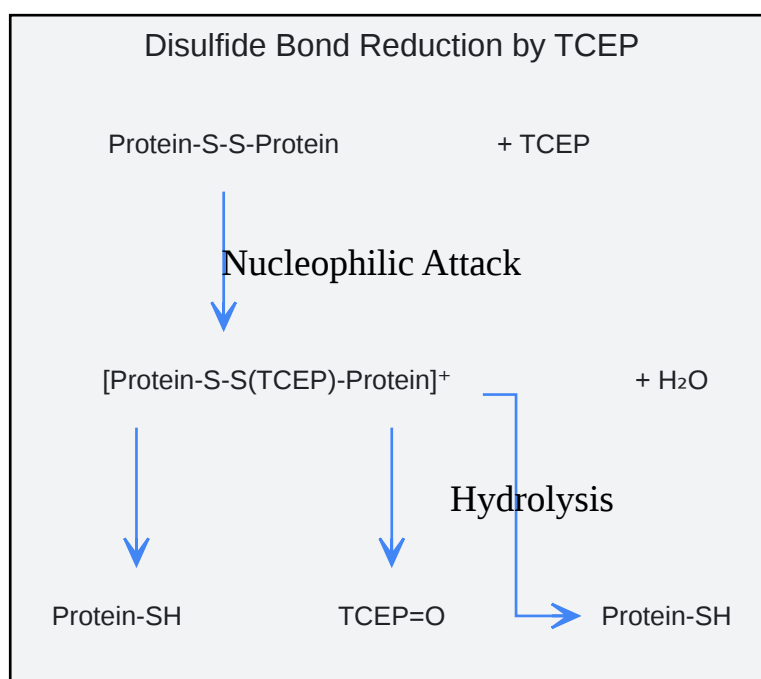 Disulfide Bond Reduction by TCEP
Protein-S-S-Protein + TCEP
Nucleophilic Attack
[Protein-S-S(TCEP)-Protein]⁺ + H₂O
Hydrolysis
Protein-SH TCEP=O Protein-SH